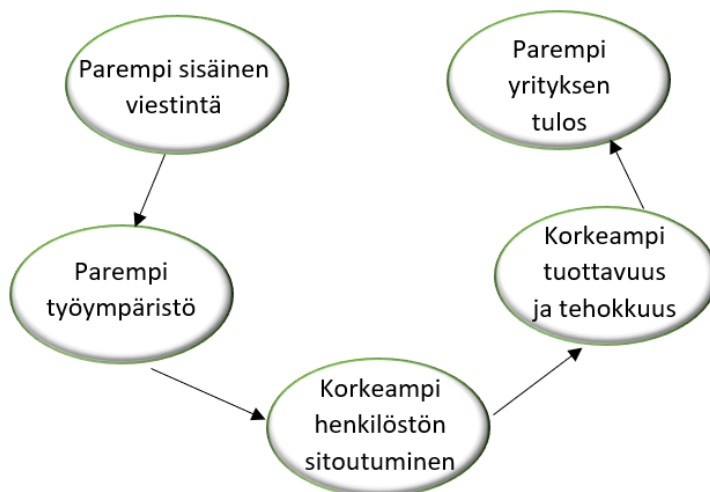 Parempi sisäinen
viestintä
Parempi
työympäristö
Korkeampi
henkilöstön
sitoutuminen
Korkeampi
tuottavuus
ja tehokkuus
Parempi
yrityksen
tulos